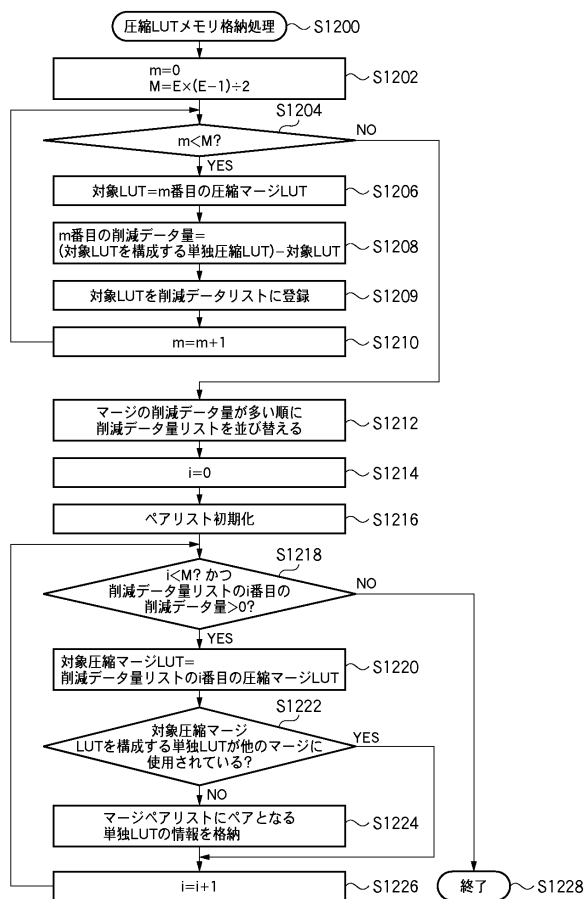 圧縮LUTメモリ格納処理
S1200
m=0
M=E×(E-1)÷2
S1202
S1204
m<M?
NO
YES
対象LUT=m番目の圧縮マージLUT
S1206
m番目の削減データ量=
(対象LUTを構成する単独圧縮LUT)-対象LUT
S1208
対象LUTを削減データリストに登録
S1209
m=m+1
S1210
マージの削減データ量が多い順に
削減データ量リストを並び替える
S1212
i=0
S1214
ペアリスト初期化
S1216
S1218
i<M? かつ
削減データ量リストのi番目の
削減データ量>0?
NO
YES
対象圧縮マージLUT=
削減データ量リストのi番目の圧縮マージLUT
S1220
S1222
対象圧縮マージ
LUTを構成する単独LUTが他のマージに
使用されている?
YES
NO
マージペアリストにペアとなる
単独LUTの情報を格納
S1224
i=i+1
S1226
終了
S1228